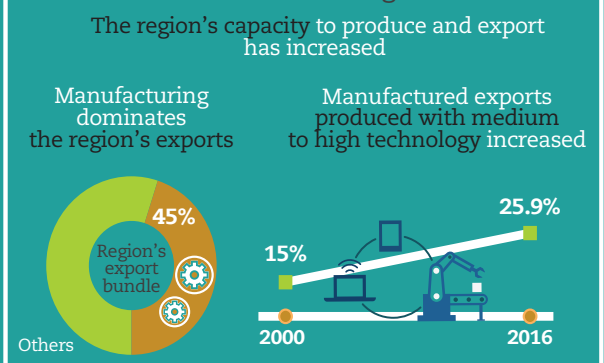 The region's capacity to produce and export
has increased
Manufacturing
dominates
the region's exports
Manufactured exports
produced with medium
to high technology increased
45%
Region's
export
bundle
Others
15%
25.9%
2000
2016